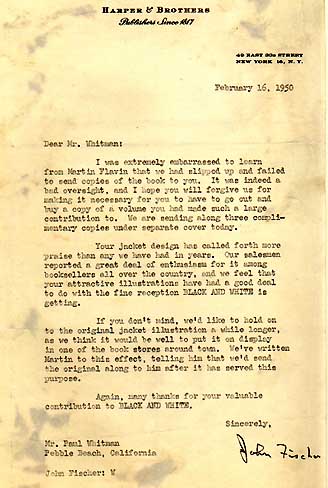 HARPER & BROTHERS
Publishers Since 1817
49 EAST 33D STREET
NEW YORK 16, N. Y.
February 16, 1950
Dear Mr. Whitman:
I was extremely embarrassed to learn
from Martin Flavin that we had slipped up and failed
to send copies of the book to you. It was indeed a
bad oversight, and I hope you will forgive us for
making it necessary for you to have to go out and
buy a copy of a volume you had made such a large
contribution to. We are sending along three compli-
mentary copies under separate cover today.
Your jacket design has called forth more
praise than any we have had in years. Our salesmen
reported a great deal of enthusiasm for it among
booksellers all over the country, and we feel that
your attractive illustrations have had a good deal
to do with the fine reception BLACK AND WHITE is
getting.
If you don't mind, we'd like to hold on
to the original jacket illustration a while longer,
as we think it would be well to put it on display
in one of the book stores around town. We've written
Martin to this effect, telling him that we'd send
the original along to him after it has served this
purpose.
Again, many thanks for your valuable
contribution to BLACK AND WHITE.
Sincerely,
John Fischer
Mr. Paul Whitman
Pebble Beach, California
John Fischer: W